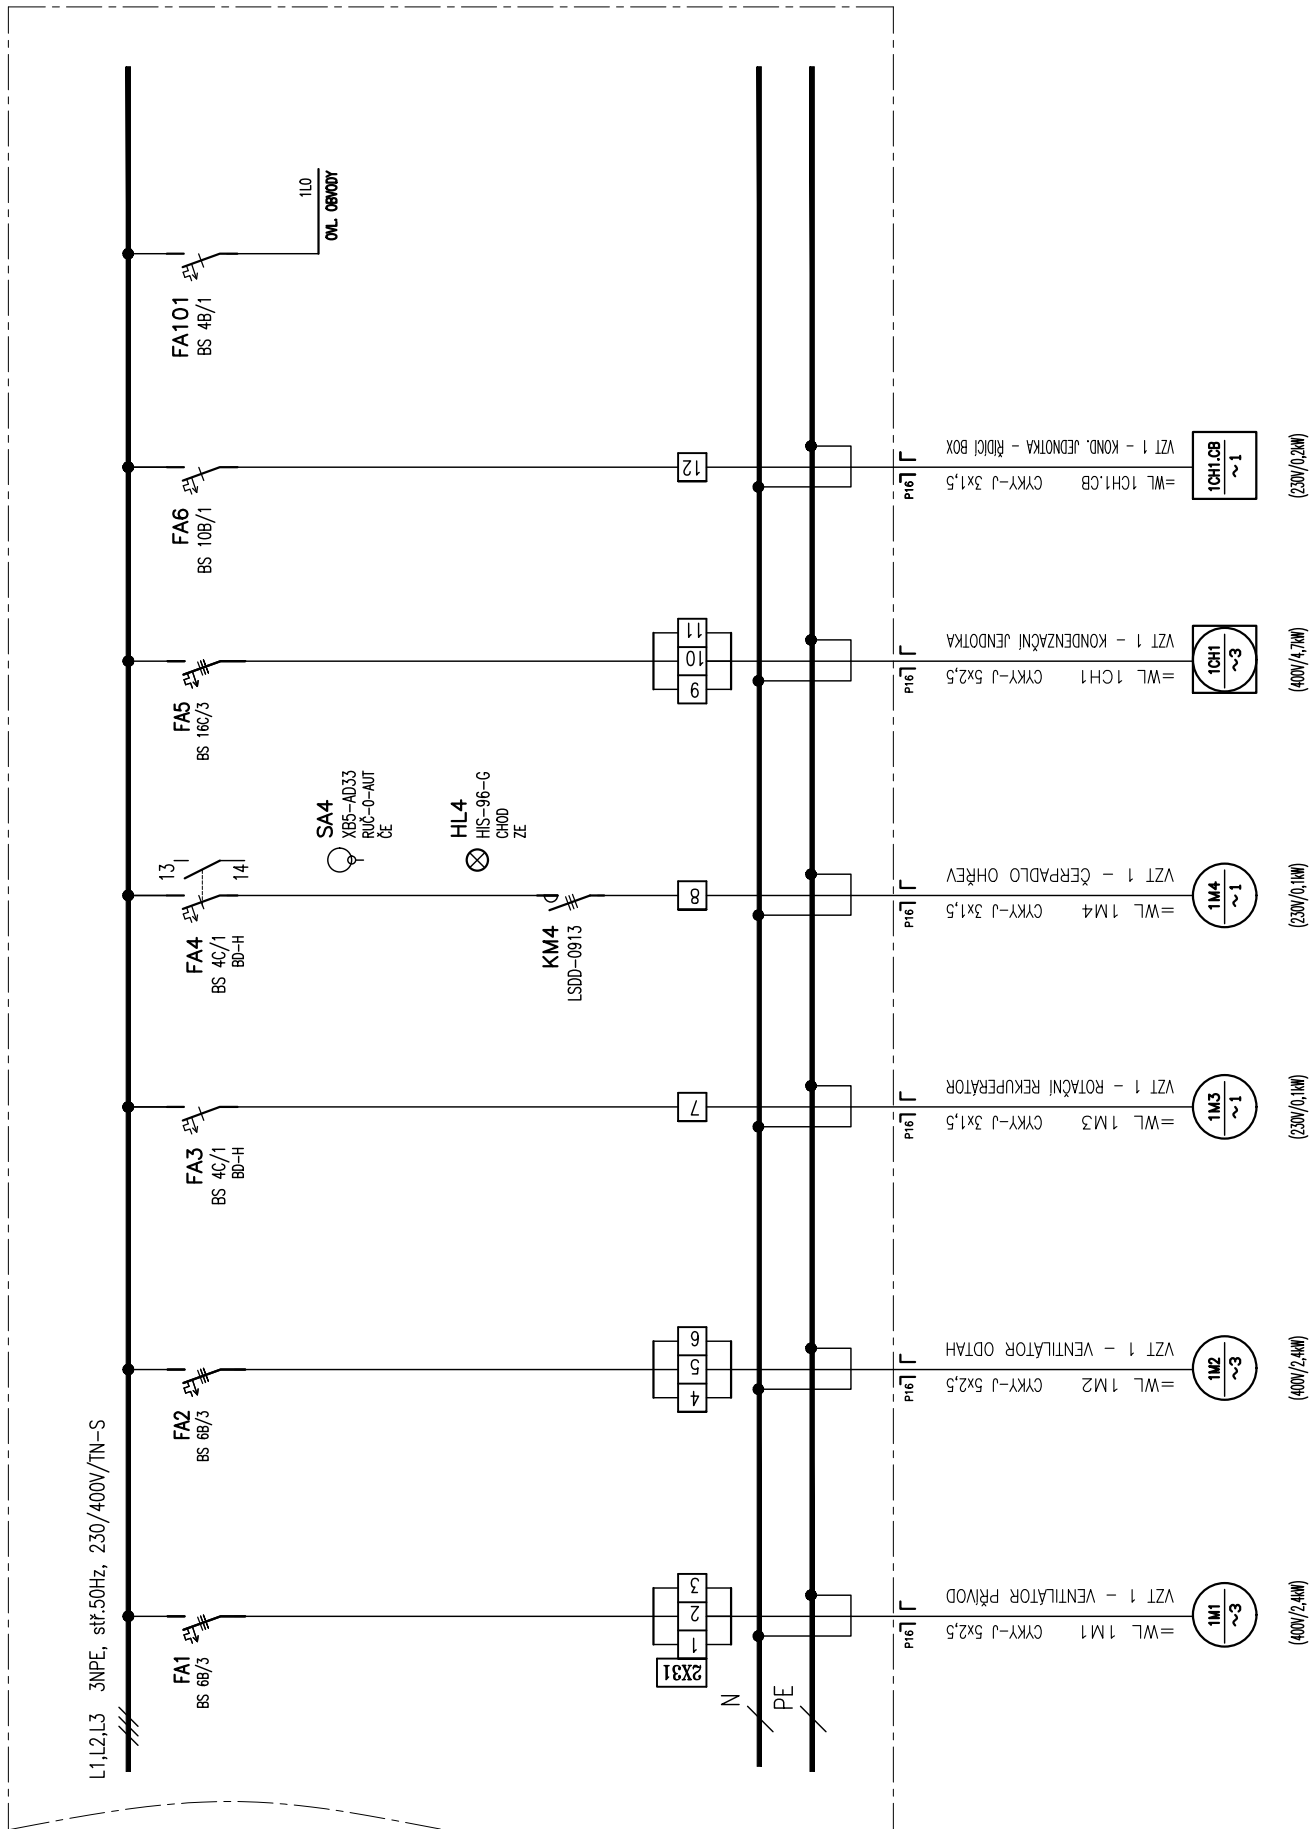 L1,L2,L3 3NPE, stř.50Hz, 230/400V/TN-S
FA1
BS 6B/3
FA2
BS 6B/3
FA3
BS 4C/1
BD-H
FA4
BS 4C/1
BD-H
13
14
FA5
BS 16C/3
FA6
BS 10B/1
FA101
BS 4B/1
1L0
OVL. OBVODY
SA4
XB5-AD33
RUČ-0-AUT
ČE
HL4
HIS-96-G
CHOD
ZE
KM4
LSDD-0913
2X31
1
2
3
4
5
6
7
8
9
10
11
12
N
PE
P16
VZT 1 - VENTILÁTOR PŘÍVOD
=WL 1M1 CYKY-J 5x2,5
1M1
~3
(400V/2,4kW)
P16
VZT 1 - VENTILÁTOR ODTAH
=WL 1M2 CYKY-J 5x2,5
1M2
~3
(400V/2,4kW)
P16
VZT 1 - ROTAČNÍ REKUPERÁTOR
=WL 1M3 CYKY-J 3x1,5
1M3
~1
(230V/0,1kW)
P16
VZT 1 - ČERPADLO OHŘEV
=WL 1M4 CYKY-J 3x1,5
1M4
~1
(230V/0,1kW)
P16
VZT 1 - KONDENZAČNÍ JENDOTKA
=WL 1CH1 CYKY-J 5x2,5
1CH1
~3
(400V/4,7kW)
P16
VZT 1 - KOND. JEDNOTKA - ŘÍDICÍ BOX
=WL 1CH1.CB CYKY-J 3x1,5
1CH1.CB
~1
(230V/0,2kW)